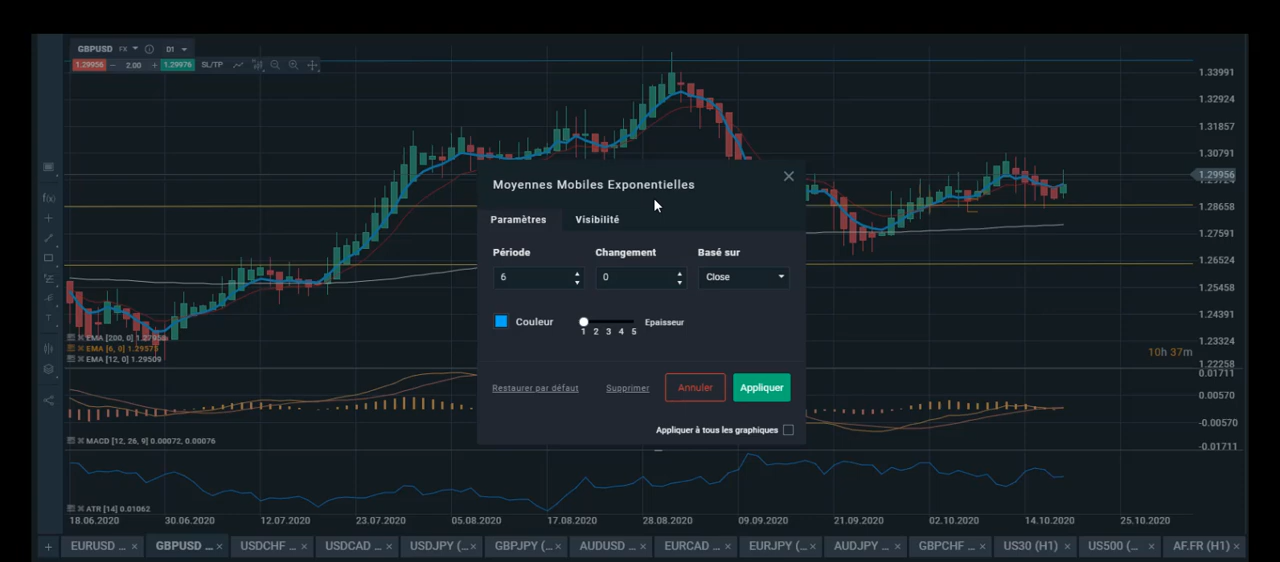 GBPUSD FX D1
1.29956 − 2.00 + 1.29976 SL/TP
1.33991
1.32924
1.31857
1.30791
1.29956
1.28658
1.27591
1.26524
1.25458
1.24391
1.23324
1.22258
Moyennes Mobiles Exponentielles
Paramètres Visibilité
Période Changement Basé sur
6 0 Close
Couleur Epaisseur
1 2 3 4 5
Restaurer par défaut Supprimer Annuler Appliquer
Appliquer à tous les graphiques
f(x)
T
EMA [200, 0]
EMA [6, 0]
EMA [12, 0] 1.29509
10h 37m
0.01711
0.00570
-0.00570
-0.01711
MACD [12, 26, 9] 0.00072, 0.00076
ATR [14] 0.01062
18.06.2020 30.06.2020 12.07.2020 23.07.2020 05.08.2020 17.08.2020 28.08.2020 09.09.2020 21.09.2020 02.10.2020 14.10.2020 25.10.2020
+ EURUSD ... × GBPUSD ... × USDCHF ... × USDCAD ... × USDJPY (... × GBPJPY (... × AUDUSD ... × EURCAD ... × EURJPY (... × AUDJPY ... × GBPCHF ... × US30 (H1) × US500 (... × AF.FR (H1) ×